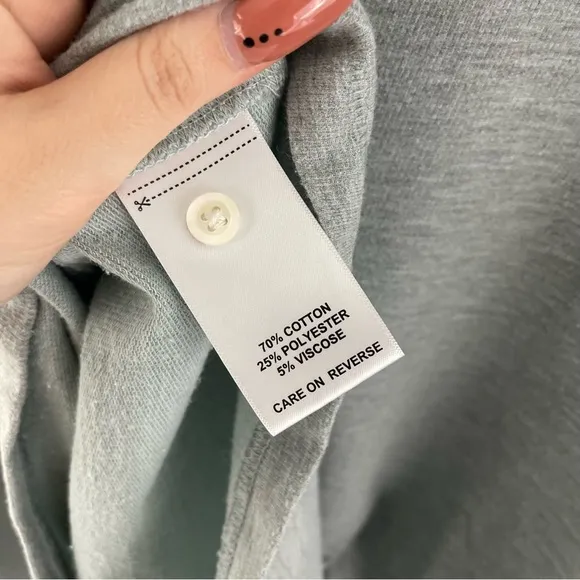 70% COTTON
25% POLYESTER
5% VISCOSE
CARE ON REVERSE